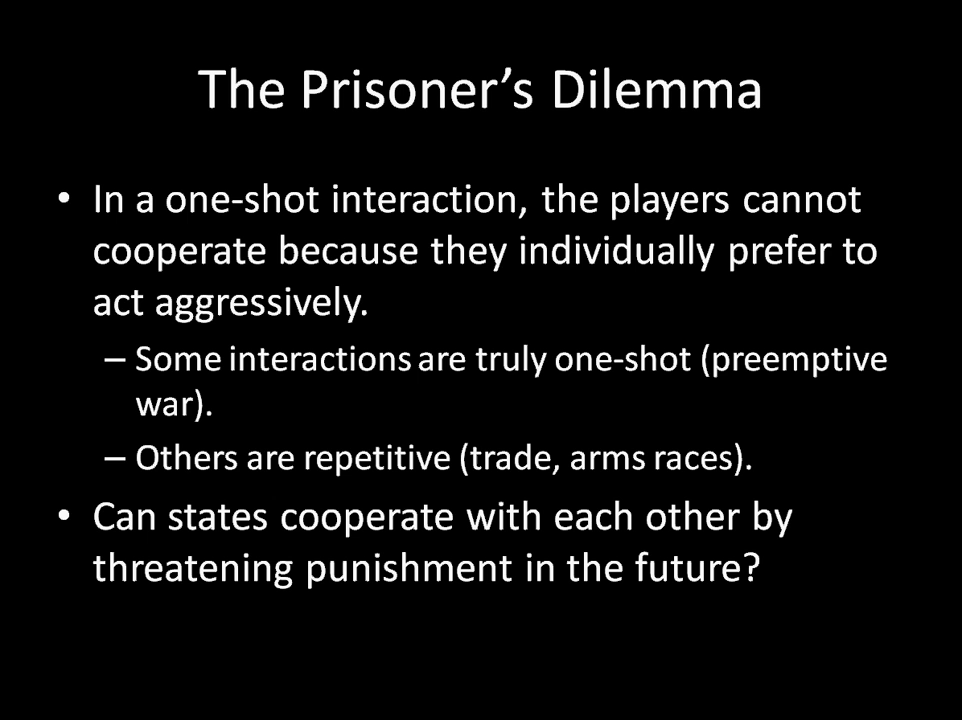 The Prisoner’s Dilemma
• In a one-shot interaction, the players cannot
cooperate because they individually prefer to
act aggressively.
– Some interactions are truly one-shot (preemptive
war).
– Others are repetitive (trade, arms races).
• Can states cooperate with each other by
threatening punishment in the future?